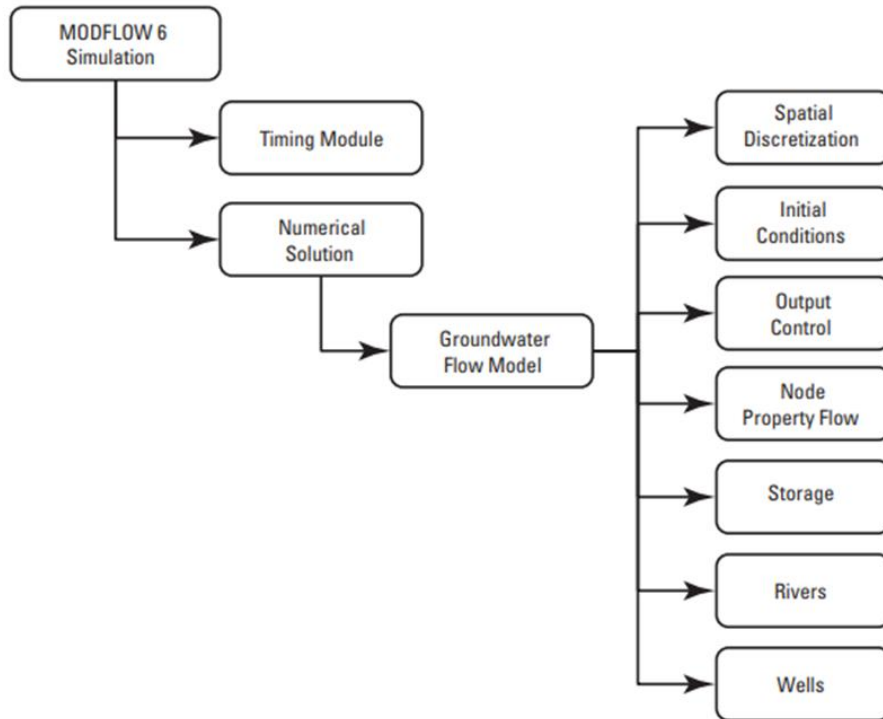 MODFLOW 6
Simulation
Timing Module
Numerical
Solution
Groundwater
Flow Model
Spatial
Discretization
Initial
Conditions
Output
Control
Node
Property Flow
Storage
Rivers
Wells